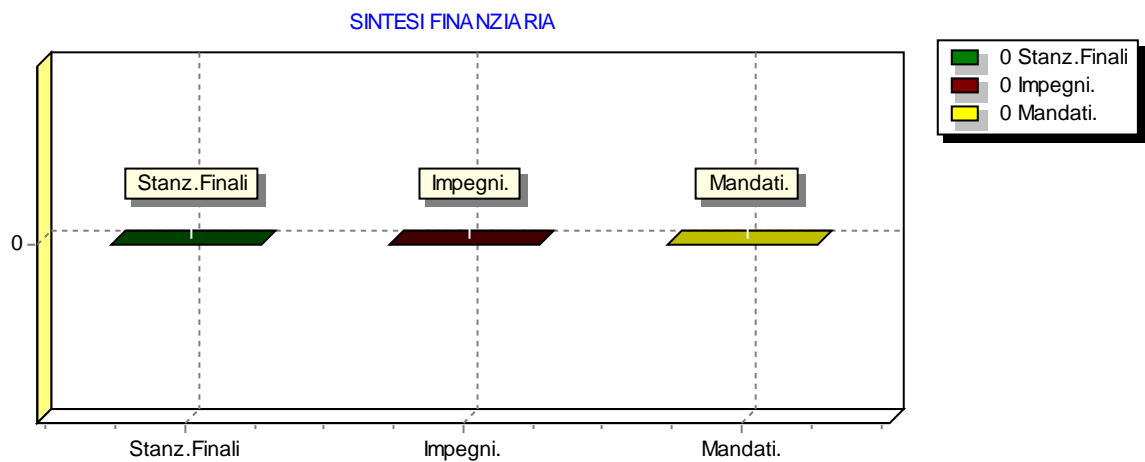 SINTESI FINANZIARIA
0 Stanz.Finali
0 Impegni.
0 Mandati.
Stanz.Finali
Impegni.
Mandati.
0
Stanz.Finali
Impegni.
Mandati.